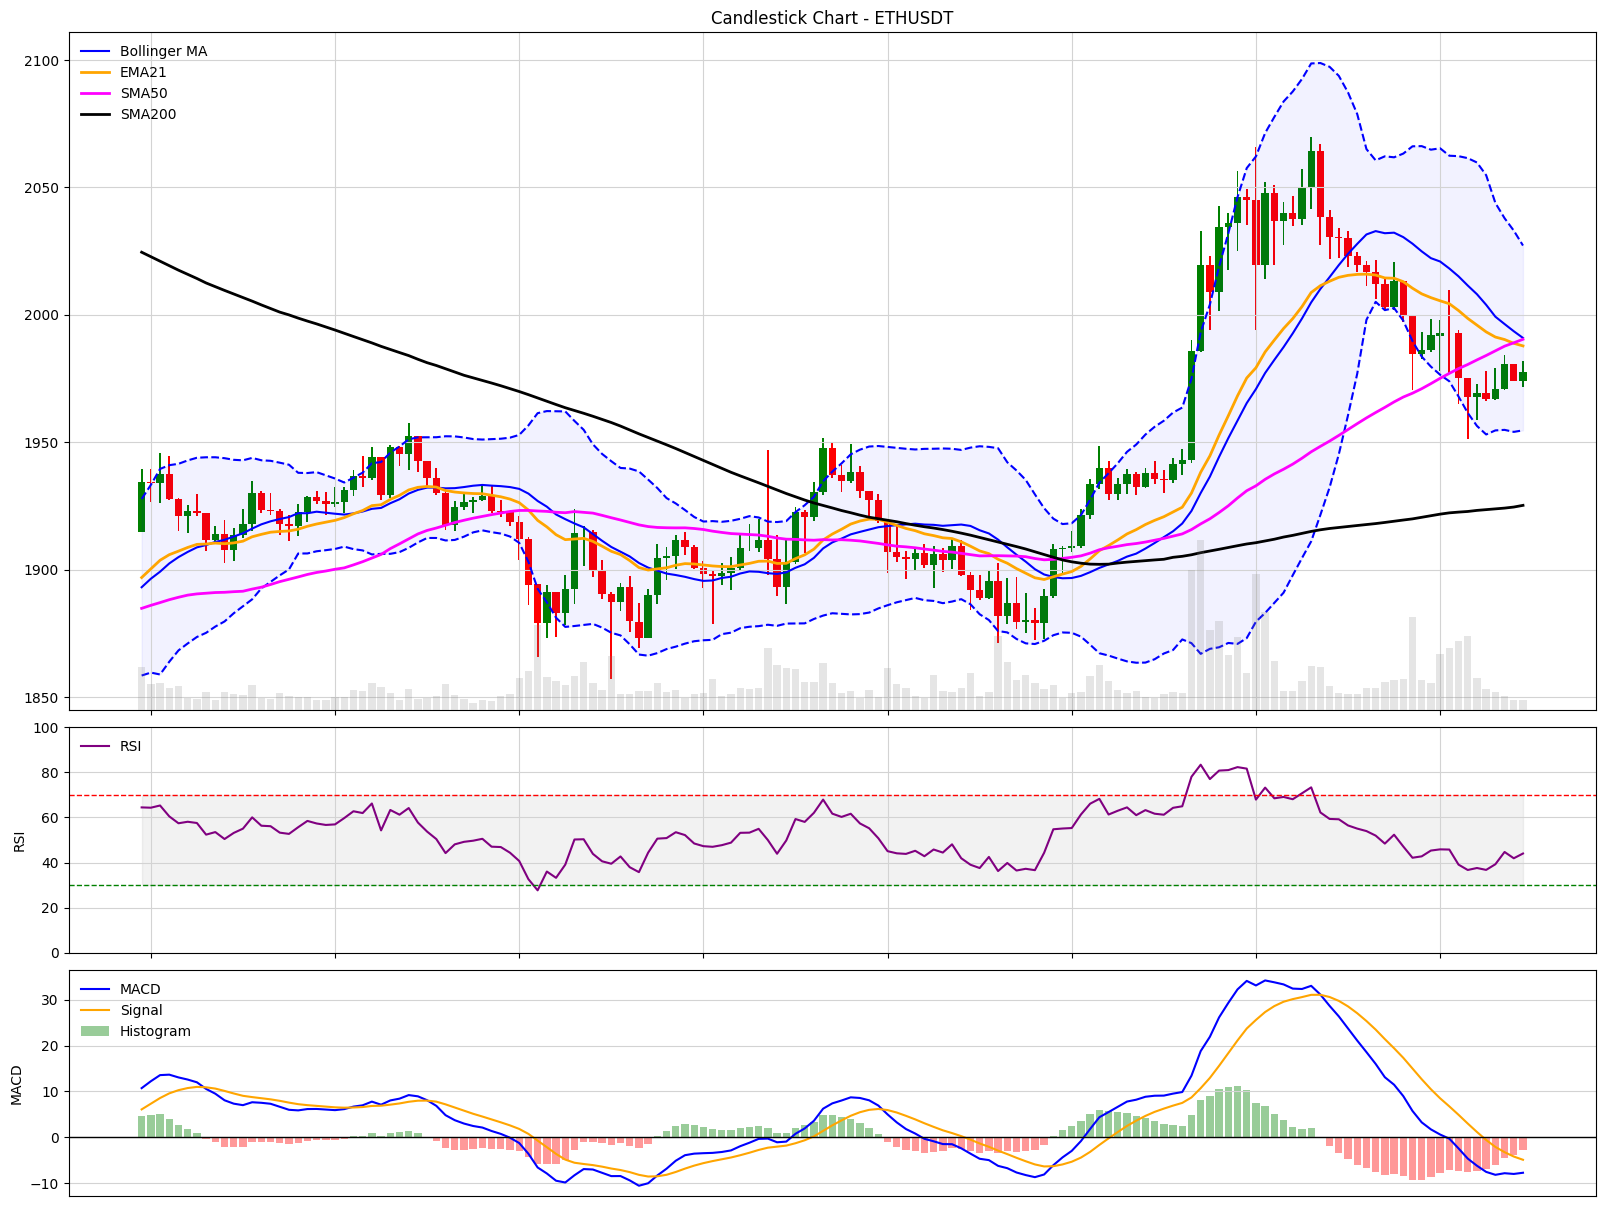 Candlestick Chart - ETHUSDT
Bollinger MA
EMA21
SMA50
SMA200
2100
2050
2000
1950
1900
1850
RSI
100
80
60
40
20
0
RSI
MACD
Signal
Histogram
30
20
10
0
−10
MACD